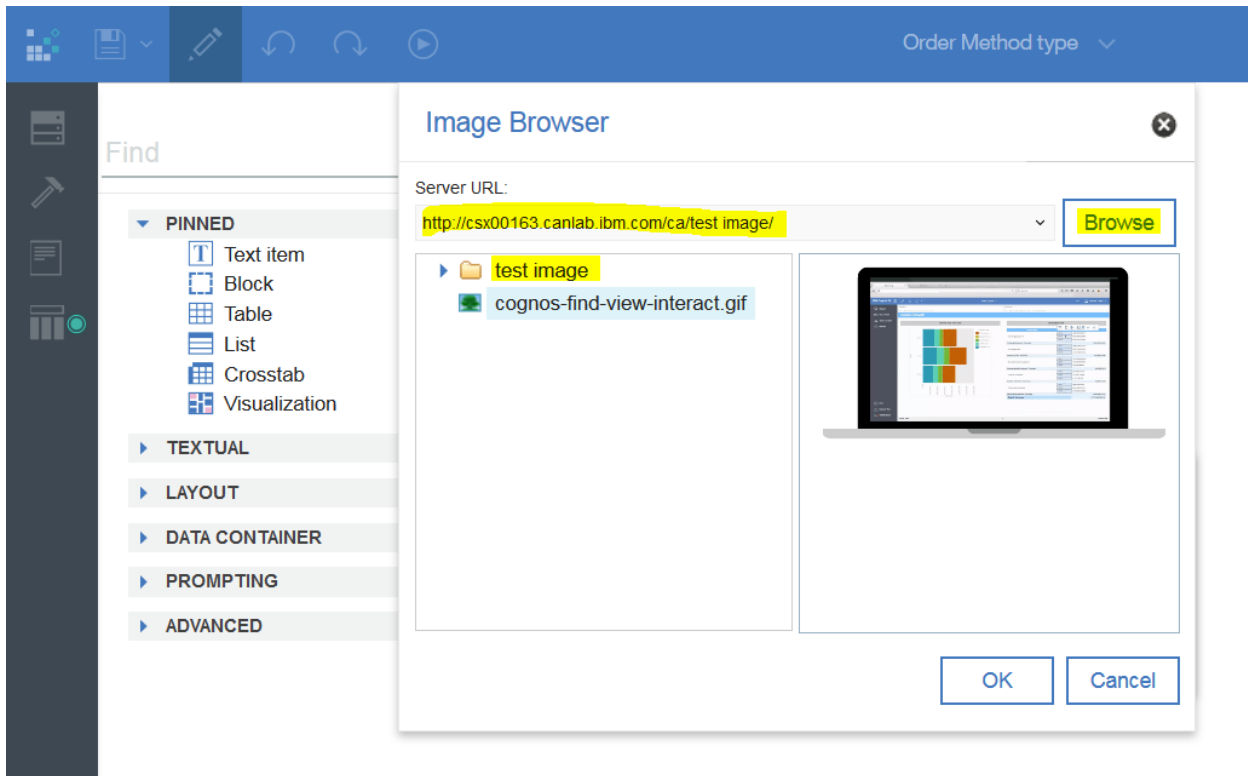 Order Method type
Find
PINNED
T Text item
Block
Table
List
Crosstab
Visualization
TEXTUAL
LAYOUT
DATA CONTAINER
PROMPTING
ADVANCED
Image Browser
Server URL:
http://csx00163.canlab.ibm.com/ca/test image/
Browse
test image
cognos-find-view-interact.gif
OK
Cancel